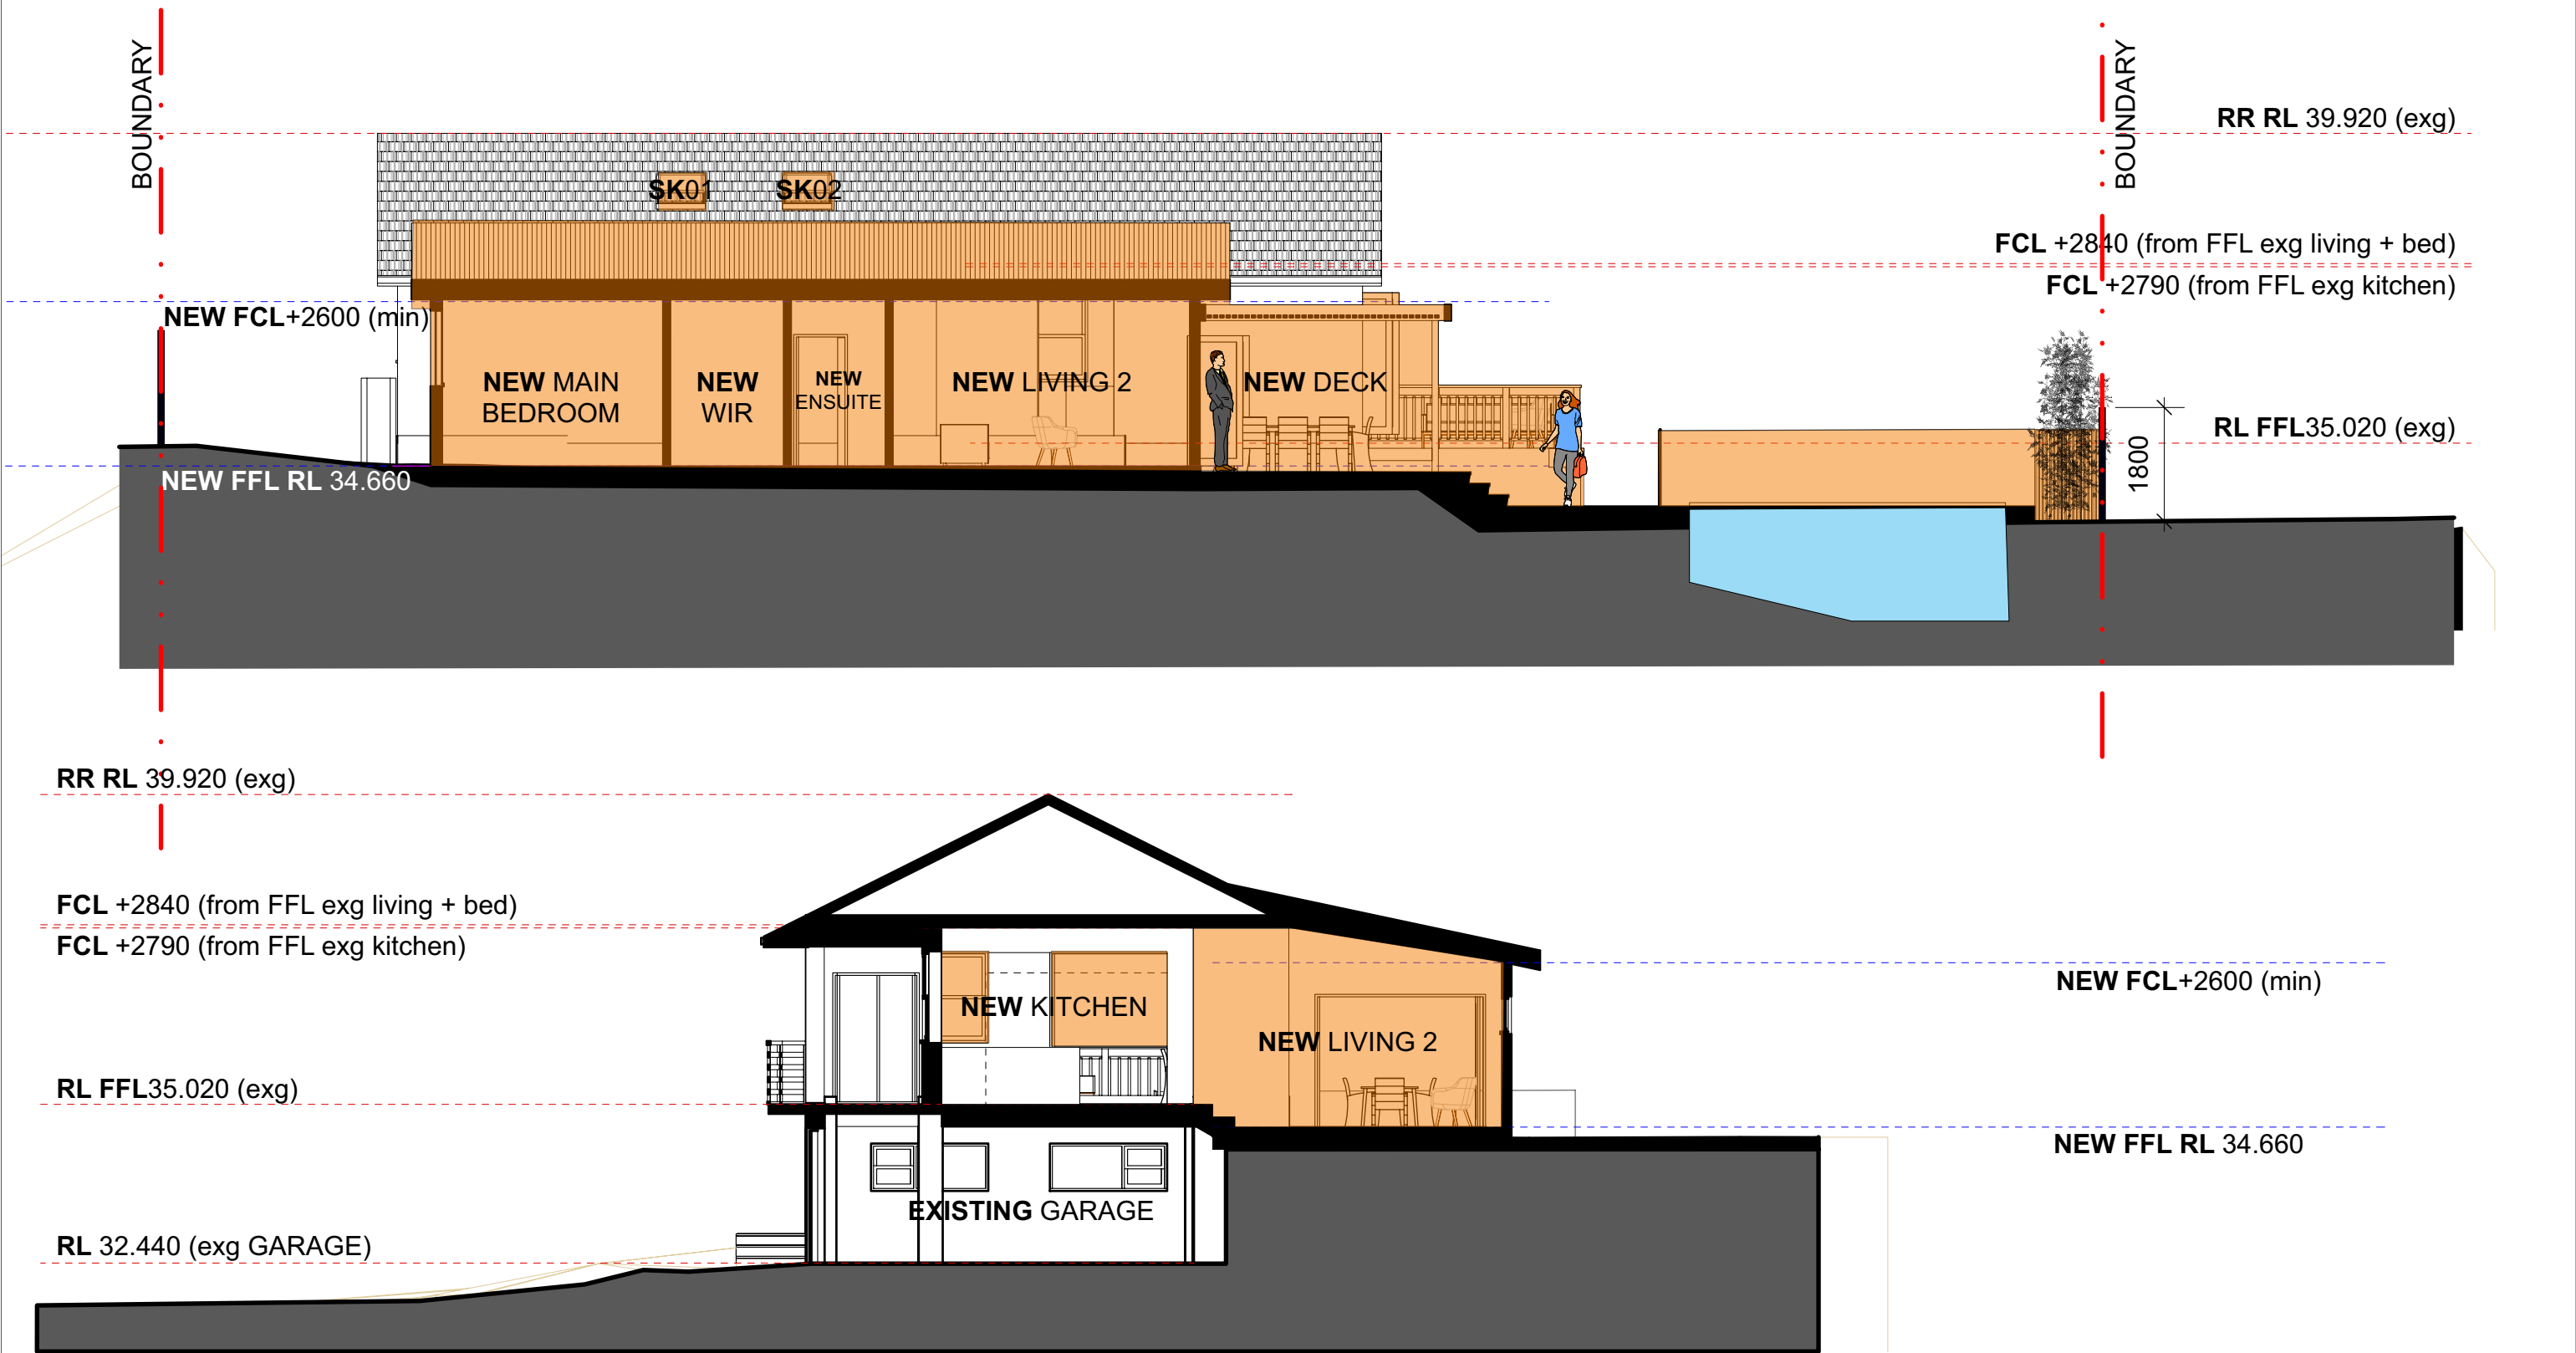 BOUNDARY
BOUNDARY
RR RL 39.920 (exg)
SK01
SK02
FCL +2840 (from FFL exg living + bed)
FCL +2790 (from FFL exg kitchen)
NEW FCL+2600 (min)
NEW MAIN
BEDROOM
NEW
WIR
NEW
ENSUITE
NEW LIVING 2
NEW DECK
RL FFL35.020 (exg)
1800
NEW FFL RL 34.660
RR RL 39.920 (exg)
FCL +2840 (from FFL exg living + bed)
FCL +2790 (from FFL exg kitchen)
NEW FCL+2600 (min)
NEW KITCHEN
NEW LIVING 2
RL FFL35.020 (exg)
NEW FFL RL 34.660
EXISTING GARAGE
RL 32.440 (exg GARAGE)